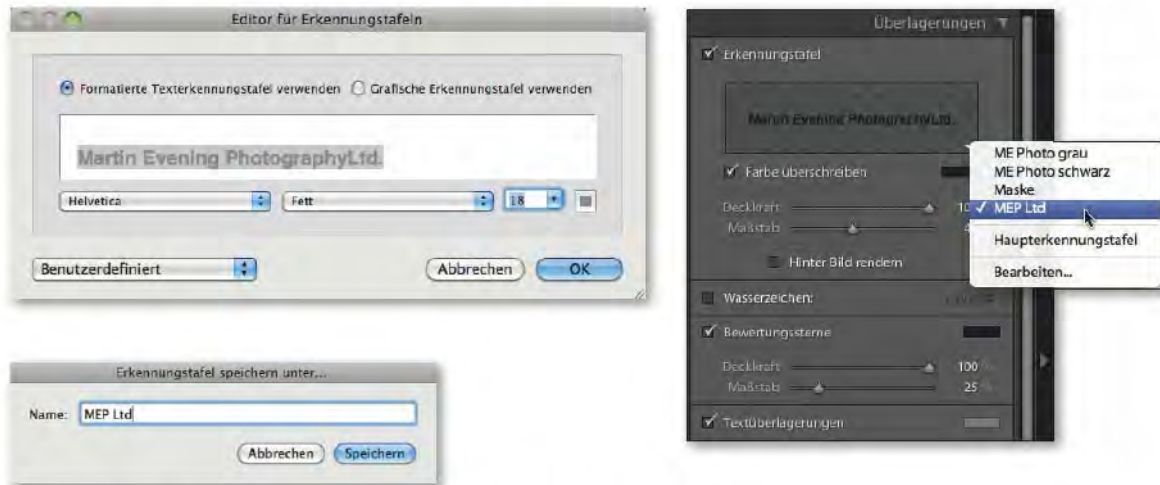 Editor für Erkennungstafeln
Formatierte Texterkennungstafel verwenden Grafische Erkennungstafel verwenden
Martin Evening PhotographyLtd.
Helvetica Fett 18
Benutzerdefiniert Abbrechen OK
Erkennungstafel speichern unter...
Name: MEP Ltd
Abbrechen Speichern
Überlagerungen
Erkennungstafel
Martin Evening PhotographyLtd.
Farbe überschreiben
Deckkraft
Maßstab
Hinter Bild rendern
ME Photo grau
ME Photo schwarz
Maske
MEP Ltd
Haupterkennungstafel
Bearbeiten...
Wasserzeichen:
Bewertungssterne
Deckkraft 100 %
Maßstab 25 %
Textüberlagerungen